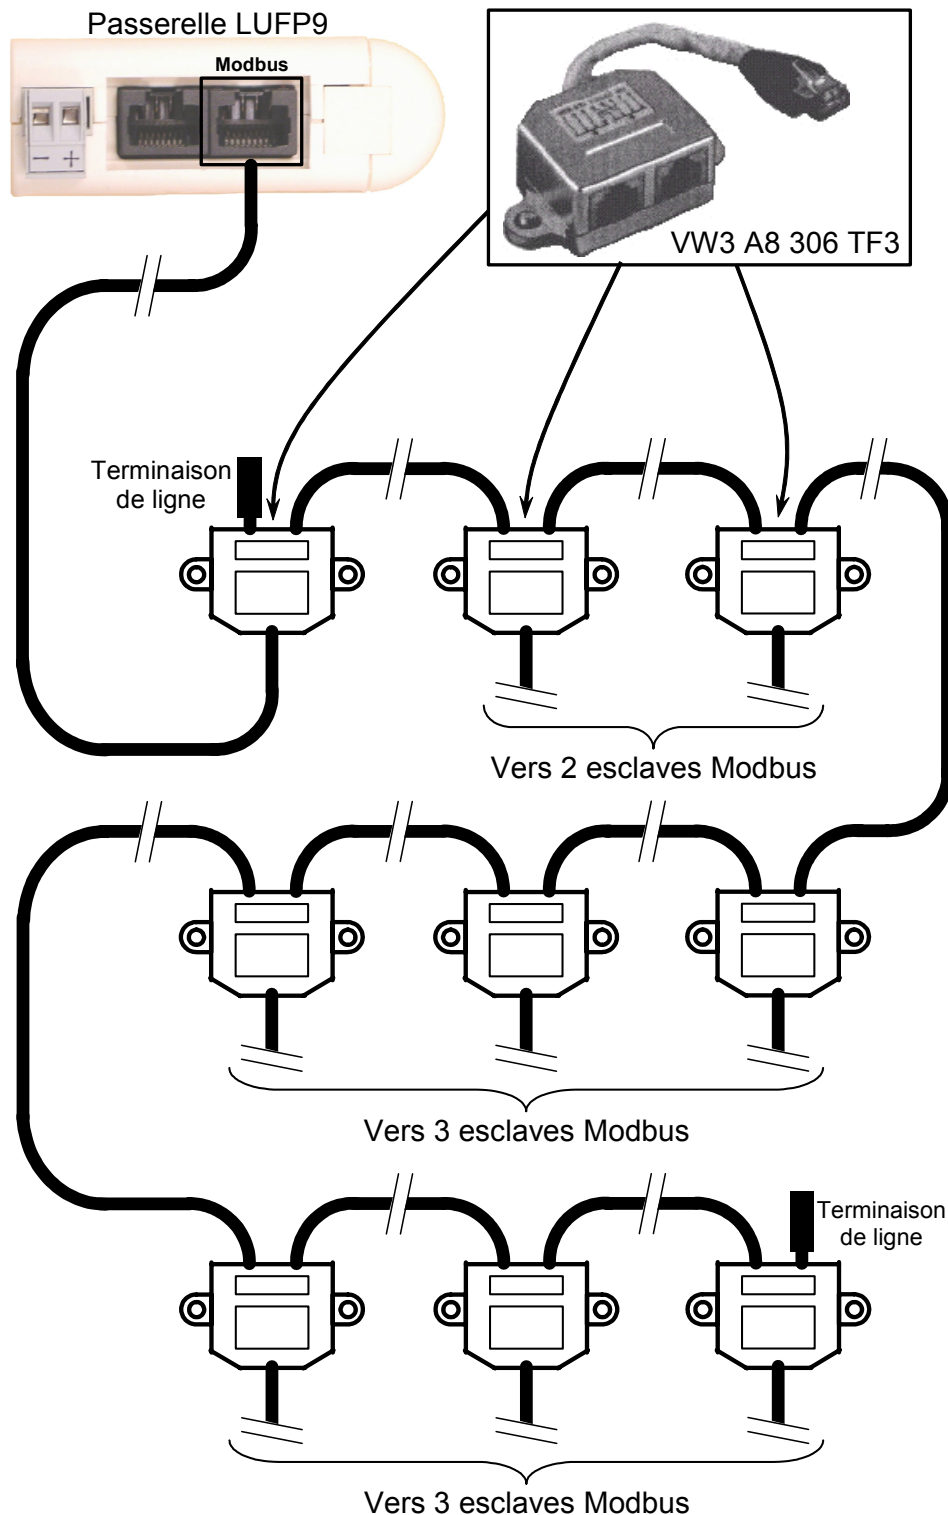 Passerelle LUFP9
Modbus
− +
VW3 A8 306 TF3
Terminaison
de ligne
Vers 2 esclaves Modbus
Vers 3 esclaves Modbus
Terminaison
de ligne
Vers 3 esclaves Modbus